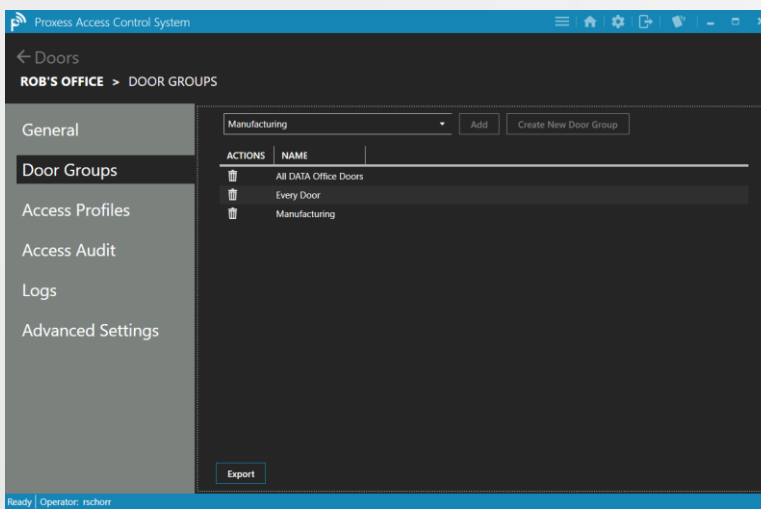 Proxess Access Control System
Doors
ROB'S OFFICE > DOOR GROUPS
General
Door Groups
Access Profiles
Access Audit
Logs
Advanced Settings
Manufacturing
Add
Create New Door Group
ACTIONS NAME
All DATA Office Doors
Every Door
Manufacturing
Export
Ready Operator: rschorr